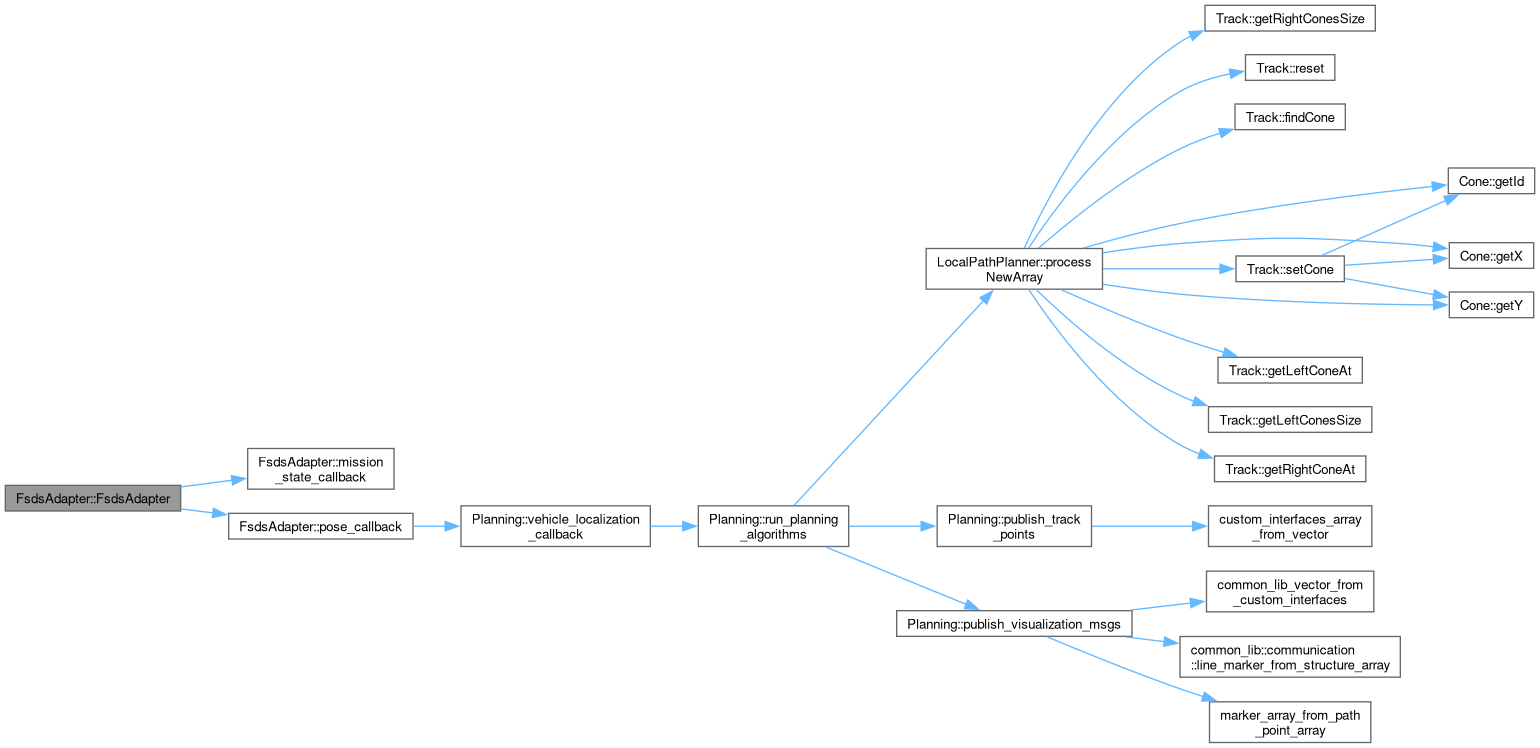 FsdsAdapter::FsdsAdapter
FsdsAdapter::mission
_state_callback
FsdsAdapter::pose_callback
Planning::vehicle_localization
_callback
Planning::run_planning
_algorithms
LocalPathPlanner::process
NewArray
Track::getRightConesSize
Track::reset
Track::findCone
Cone::getId
Cone::getX
Track::setCone
Cone::getY
Track::getLeftConeAt
Track::getLeftConesSize
Track::getRightConeAt
Planning::publish_track
_points
custom_interfaces_array
_from_vector
Planning::publish_visualization_msgs
common_lib_vector_from
_custom_interfaces
common_lib::communication
::line_marker_from_structure_array
marker_array_from_path
_point_array